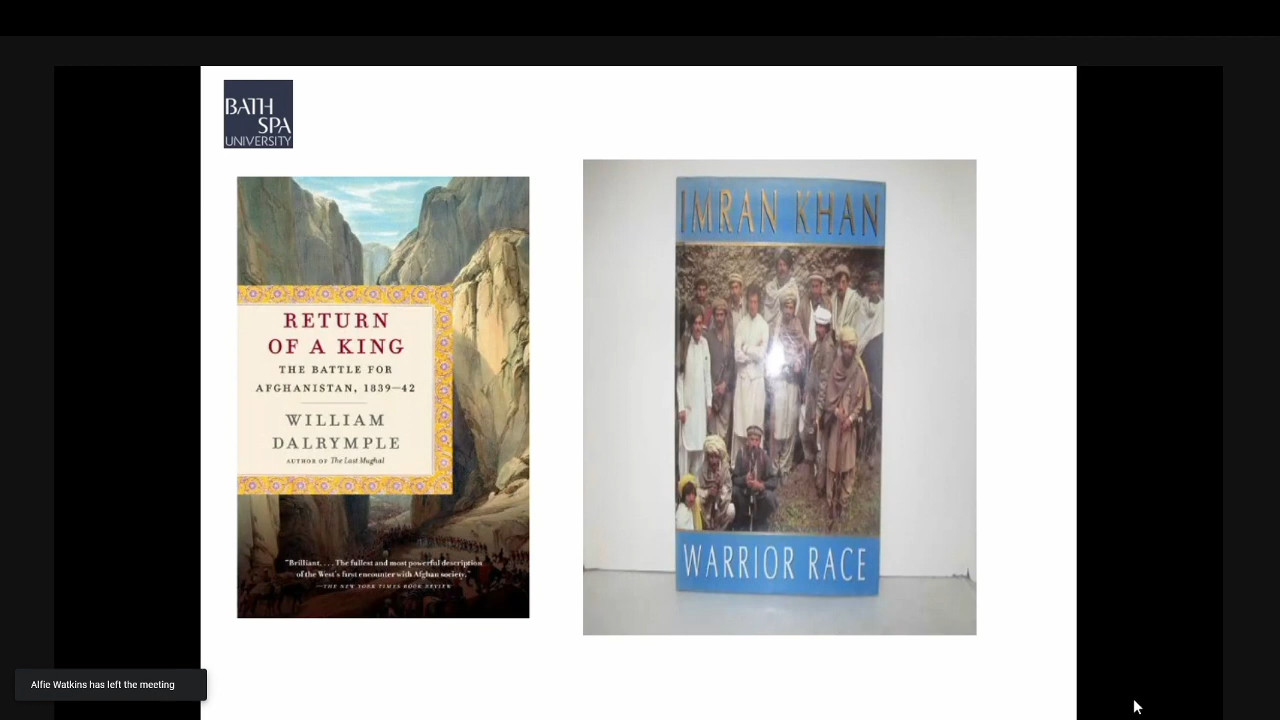 BATH
SPA
UNIVERSITY
RETURN
OF A KING
THE BATTLE FOR
AFGHANISTAN, 1839–42
WILLIAM
DALRYMPLE
AUTHOR OF The Last Mughal
"Brilliant. . . . The fullest and most powerful description
of the West's first encounter with Afghan society."
—THE NEW YORK TIMES BOOK REVIEW
IMRAN KHAN
WARRIOR RACE
Alfie Watkins has left the meeting